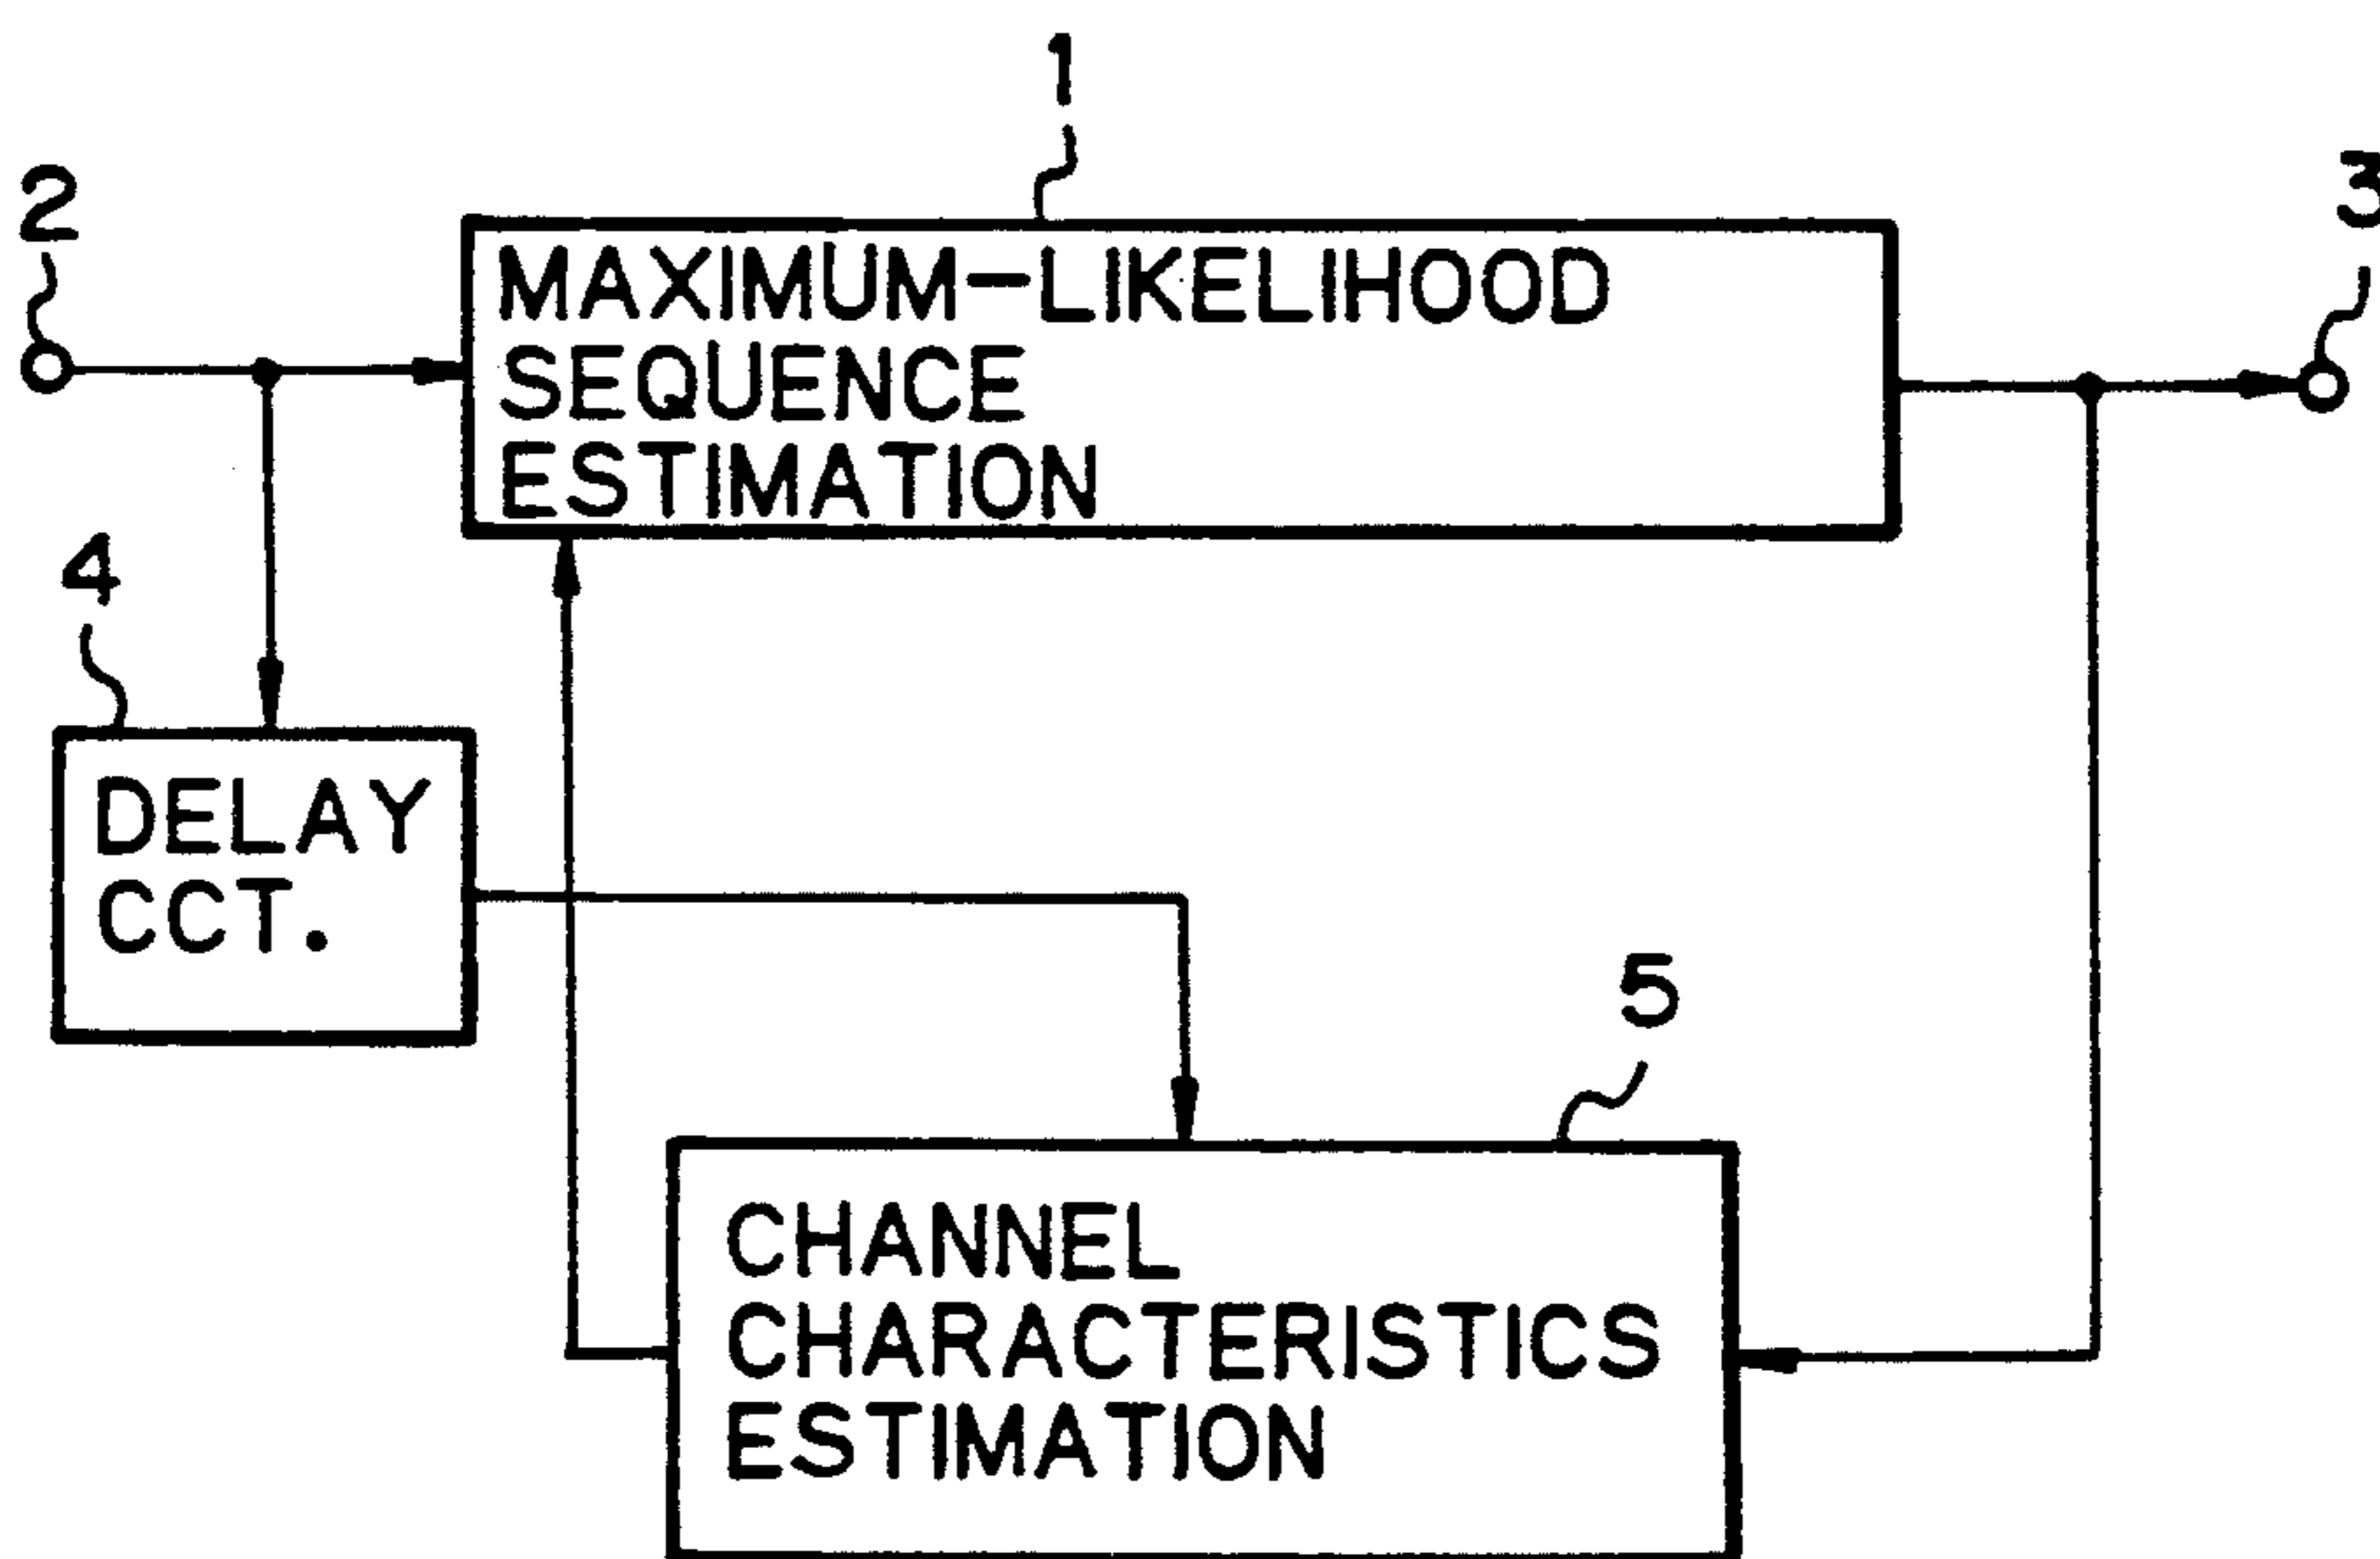 1
2
3
MAXIMUM-LIKELIHOOD
SEQUENCE
ESTIMATION
4
DELAY
CCT.
5
CHANNEL
CHARACTERISTICS
ESTIMATION